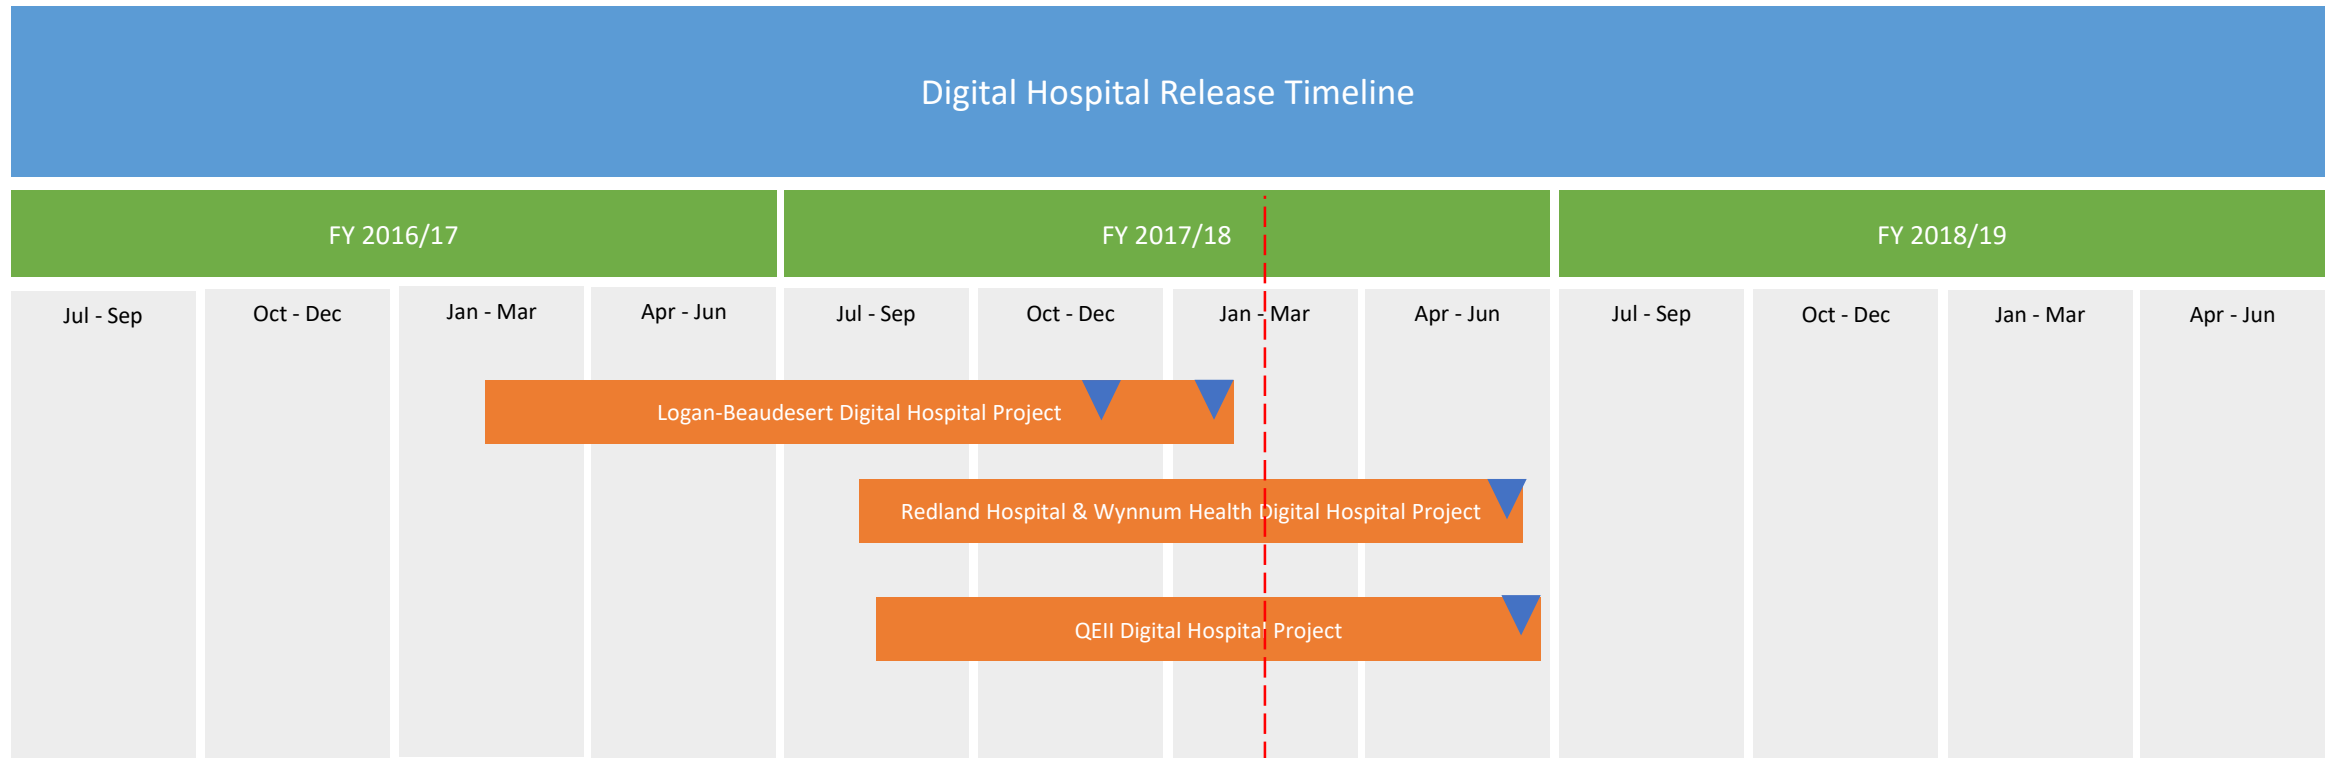 Digital Hospital Release Timeline
FY 2016/17
FY 2017/18
FY 2018/19
Jul - Sep
Oct - Dec
Jan - Mar
Apr - Jun
Jul - Sep
Oct - Dec
Jan - Mar
Apr - Jun
Jul - Sep
Oct - Dec
Jan - Mar
Apr - Jun
Logan-Beaudesert Digital Hospital Project
Redland Hospital & Wynnum Health Digital Hospital Project
QEII Digital Hospital Project